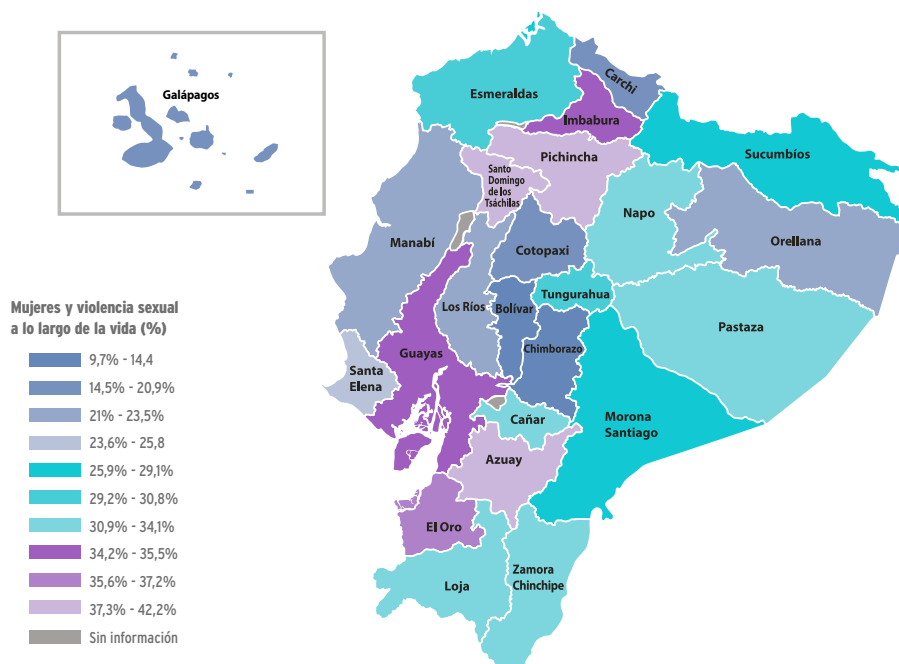 Galápagos
Esmeraldas
Carchi
Imbabura
Sucumbíos
Pichincha
Santo
Domingo
de los
Tsáchilas
Napo
Manabí
Cotopaxi
Orellana
Tungurahua
Los Ríos
Bolívar
Pastaza
Chimborazo
Guayas
Santa
Elena
Cañar
Morona
Santiago
Azuay
El Oro
Loja
Zamora
Chinchipe
Mujeres y violencia sexual
a lo largo de la vida (%)
9,7% - 14,4
14,5% - 20,9%
21% - 23,5%
23,6% - 25,8
25,9% - 29,1%
29,2% - 30,8%
30,9% - 34,1%
34,2% - 35,5%
35,6% - 37,2%
37,3% - 42,2%
Sin información